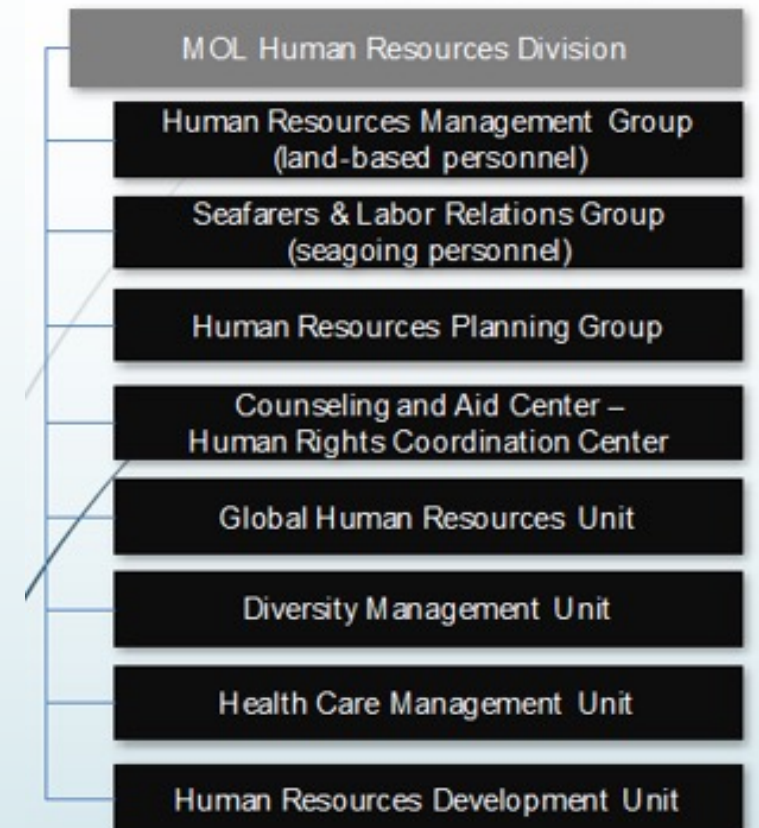 MOL Human Resources Division
Human Resources Management Group
(land-based personnel)
Seafarers & Labor Relations Group
(seagoing personnel)
Human Resources Planning Group
Counseling and Aid Center –
Human Rights Coordination Center
Global Human Resources Unit
Diversity Management Unit
Health Care Management Unit
Human Resources Development Unit